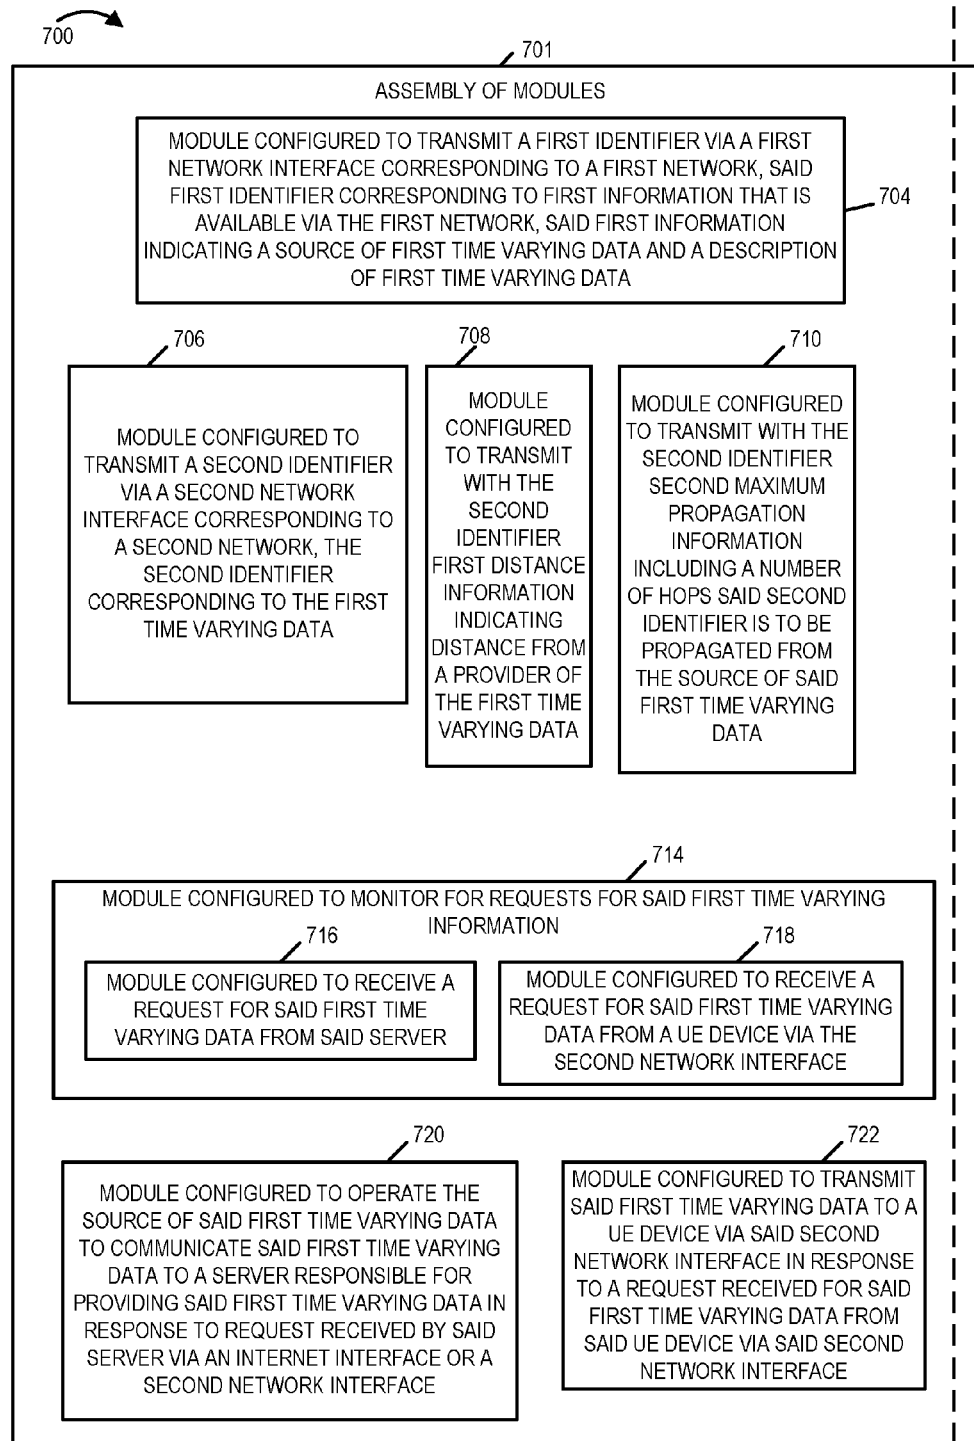 700
701
ASSEMBLY OF MODULES
MODULE CONFIGURED TO TRANSMIT A FIRST IDENTIFIER VIA A FIRST
NETWORK INTERFACE CORRESPONDING TO A FIRST NETWORK, SAID
FIRST IDENTIFIER CORRESPONDING TO FIRST INFORMATION THAT IS
AVAILABLE VIA THE FIRST NETWORK, SAID FIRST INFORMATION
INDICATING A SOURCE OF FIRST TIME VARYING DATA AND A DESCRIPTION
OF FIRST TIME VARYING DATA
704
706
MODULE CONFIGURED TO
TRANSMIT A SECOND IDENTIFIER
VIA A SECOND NETWORK
INTERFACE CORRESPONDING TO
A SECOND NETWORK, THE
SECOND IDENTIFIER
CORRESPONDING TO THE FIRST
TIME VARYING DATA
708
MODULE
CONFIGURED
TO TRANSMIT
WITH THE
SECOND
IDENTIFIER
FIRST DISTANCE
INFORMATION
INDICATING
DISTANCE FROM
A PROVIDER OF
THE FIRST TIME
VARYING DATA
710
MODULE CONFIGURED
TO TRANSMIT WITH THE
SECOND IDENTIFIER
SECOND MAXIMUM
PROPAGATION
INFORMATION
INCLUDING A NUMBER
OF HOPS SAID SECOND
IDENTIFIER IS TO BE
PROPAGATED FROM
THE SOURCE OF SAID
FIRST TIME VARYING
DATA
714
MODULE CONFIGURED TO MONITOR FOR REQUESTS FOR SAID FIRST TIME VARYING
INFORMATION
716
MODULE CONFIGURED TO RECEIVE A
REQUEST FOR SAID FIRST TIME
VARYING DATA FROM SAID SERVER
718
MODULE CONFIGURED TO RECEIVE A
REQUEST FOR SAID FIRST TIME VARYING
DATA FROM A UE DEVICE VIA THE
SECOND NETWORK INTERFACE
720
MODULE CONFIGURED TO OPERATE THE
SOURCE OF SAID FIRST TIME VARYING DATA
TO COMMUNICATE SAID FIRST TIME VARYING
DATA TO A SERVER RESPONSIBLE FOR
PROVIDING SAID FIRST TIME VARYING DATA IN
RESPONSE TO REQUEST RECEIVED BY SAID
SERVER VIA AN INTERNET INTERFACE OR A
SECOND NETWORK INTERFACE
722
MODULE CONFIGURED TO TRANSMIT
SAID FIRST TIME VARYING DATA TO A
UE DEVICE VIA SAID SECOND
NETWORK INTERFACE IN RESPONSE
TO A REQUEST RECEIVED FOR SAID
FIRST TIME VARYING DATA FROM
SAID UE DEVICE VIA SAID SECOND
NETWORK INTERFACE